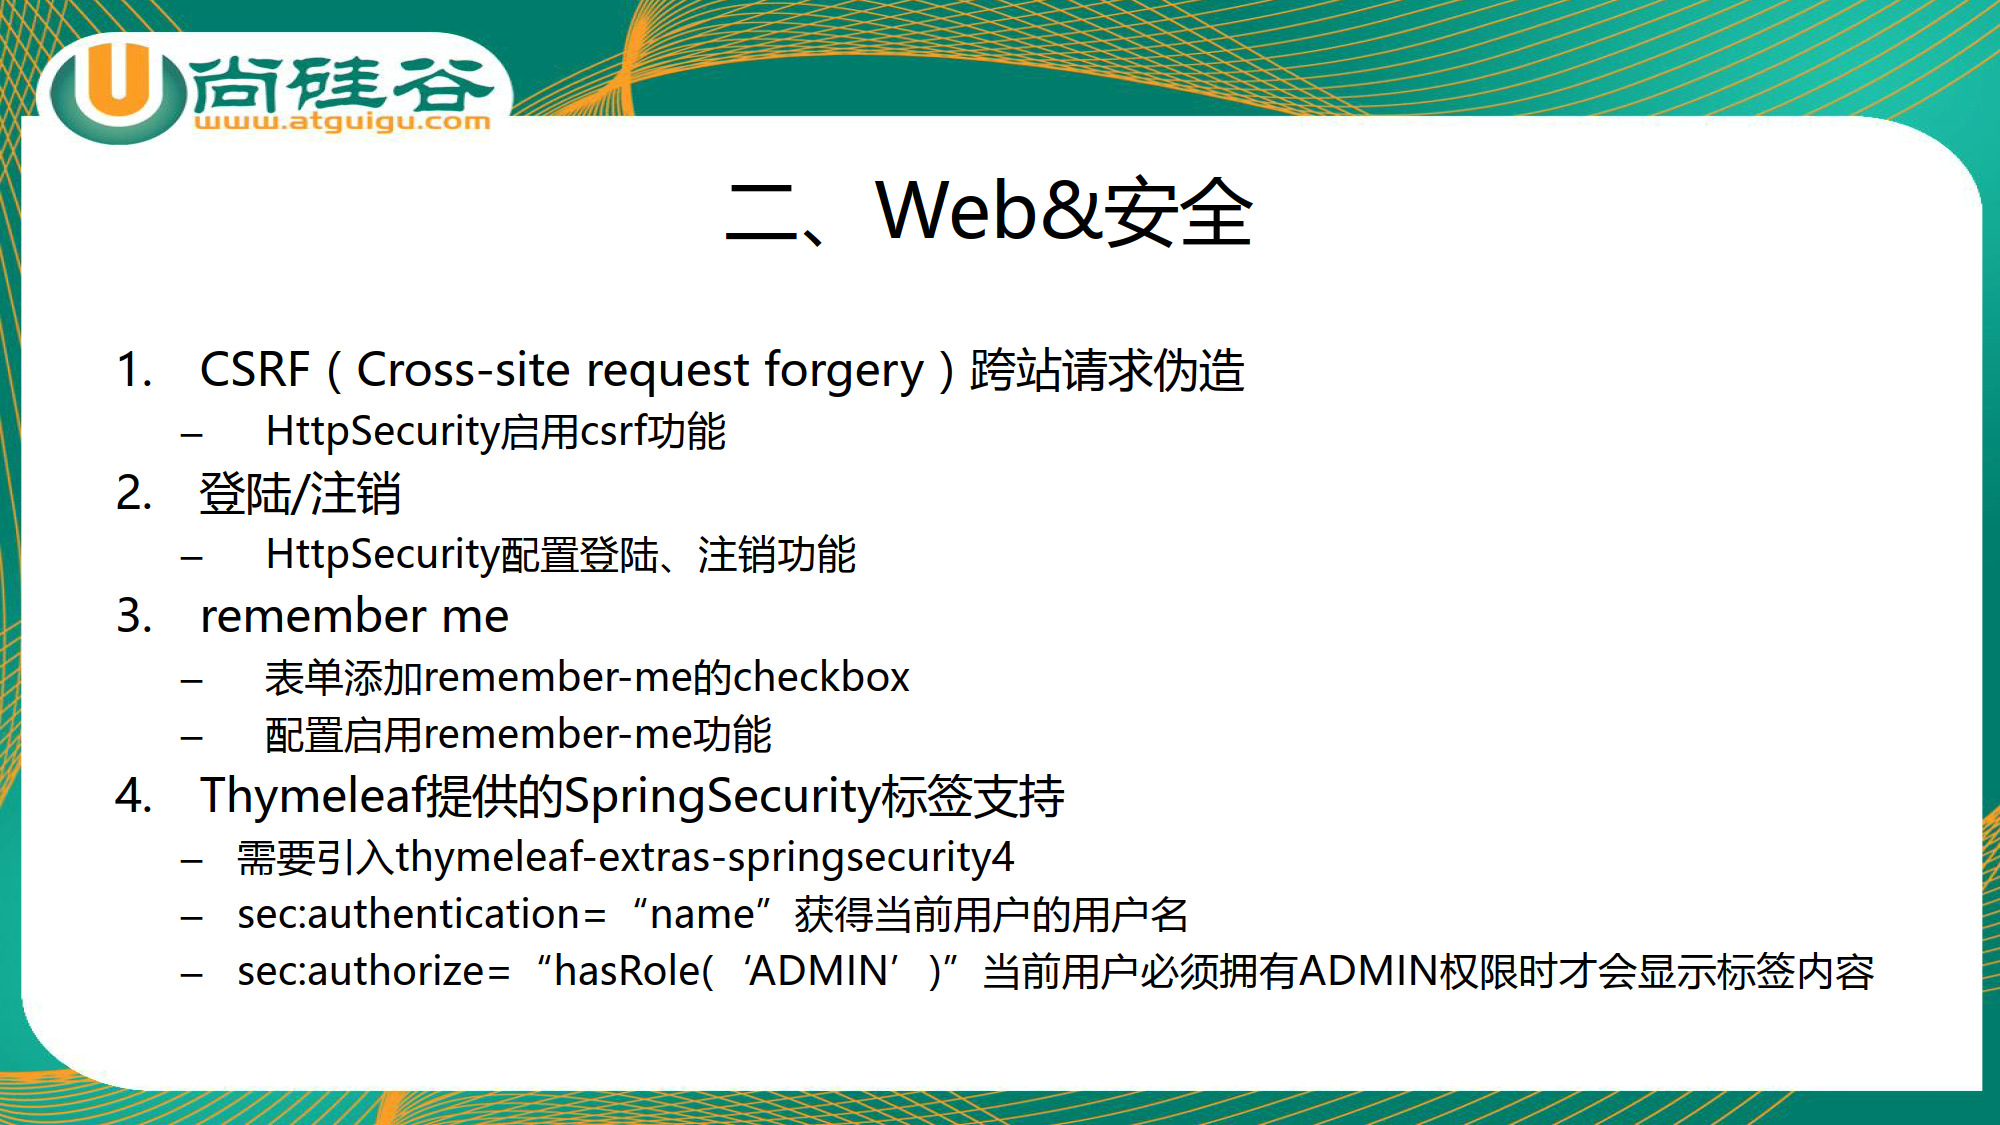 尚硅谷
www.atguigu.com
二、Web&安全
1. CSRF（Cross-site request forgery）跨站请求伪造
– HttpSecurity启用csrf功能
2. 登陆/注销
– HttpSecurity配置登陆、注销功能
3. remember me
– 表单添加remember-me的checkbox
– 配置启用remember-me功能
4. Thymeleaf提供的SpringSecurity标签支持
– 需要引入thymeleaf-extras-springsecurity4
– sec:authentication=“name”获得当前用户的用户名
– sec:authorize=“hasRole(‘ADMIN’)”当前用户必须拥有ADMIN权限时才会显示标签内容